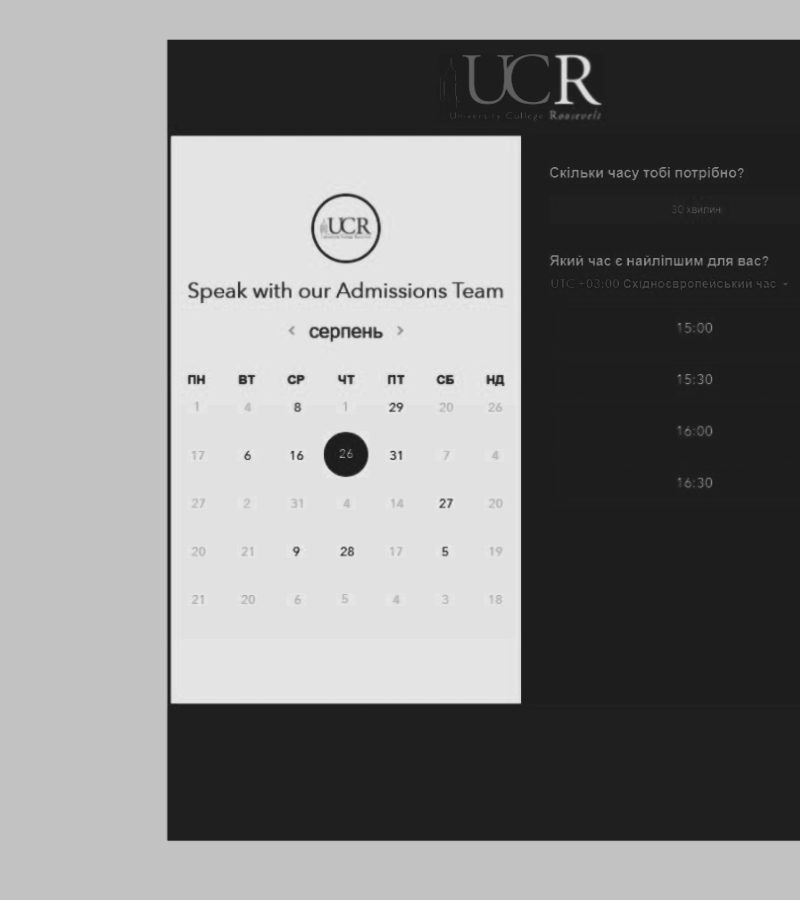 UCR
University College Roosevelt
UCR
Speak with our Admissions Team
‹ серпень ›
ПН ВТ СР ЧТ ПТ СБ НД
1 4 8 1 29 20 26
17 6 16 26 31 7 4
27 2 31 4 14 27 20
20 21 9 28 17 5 19
21 20 6 5 4 3 18
Скільки часу тобі потрібно?
30 хвилин
Який час є найліпшим для вас?
UTC +03:00 Східноєвропейський час
15:00
15:30
16:00
16:30